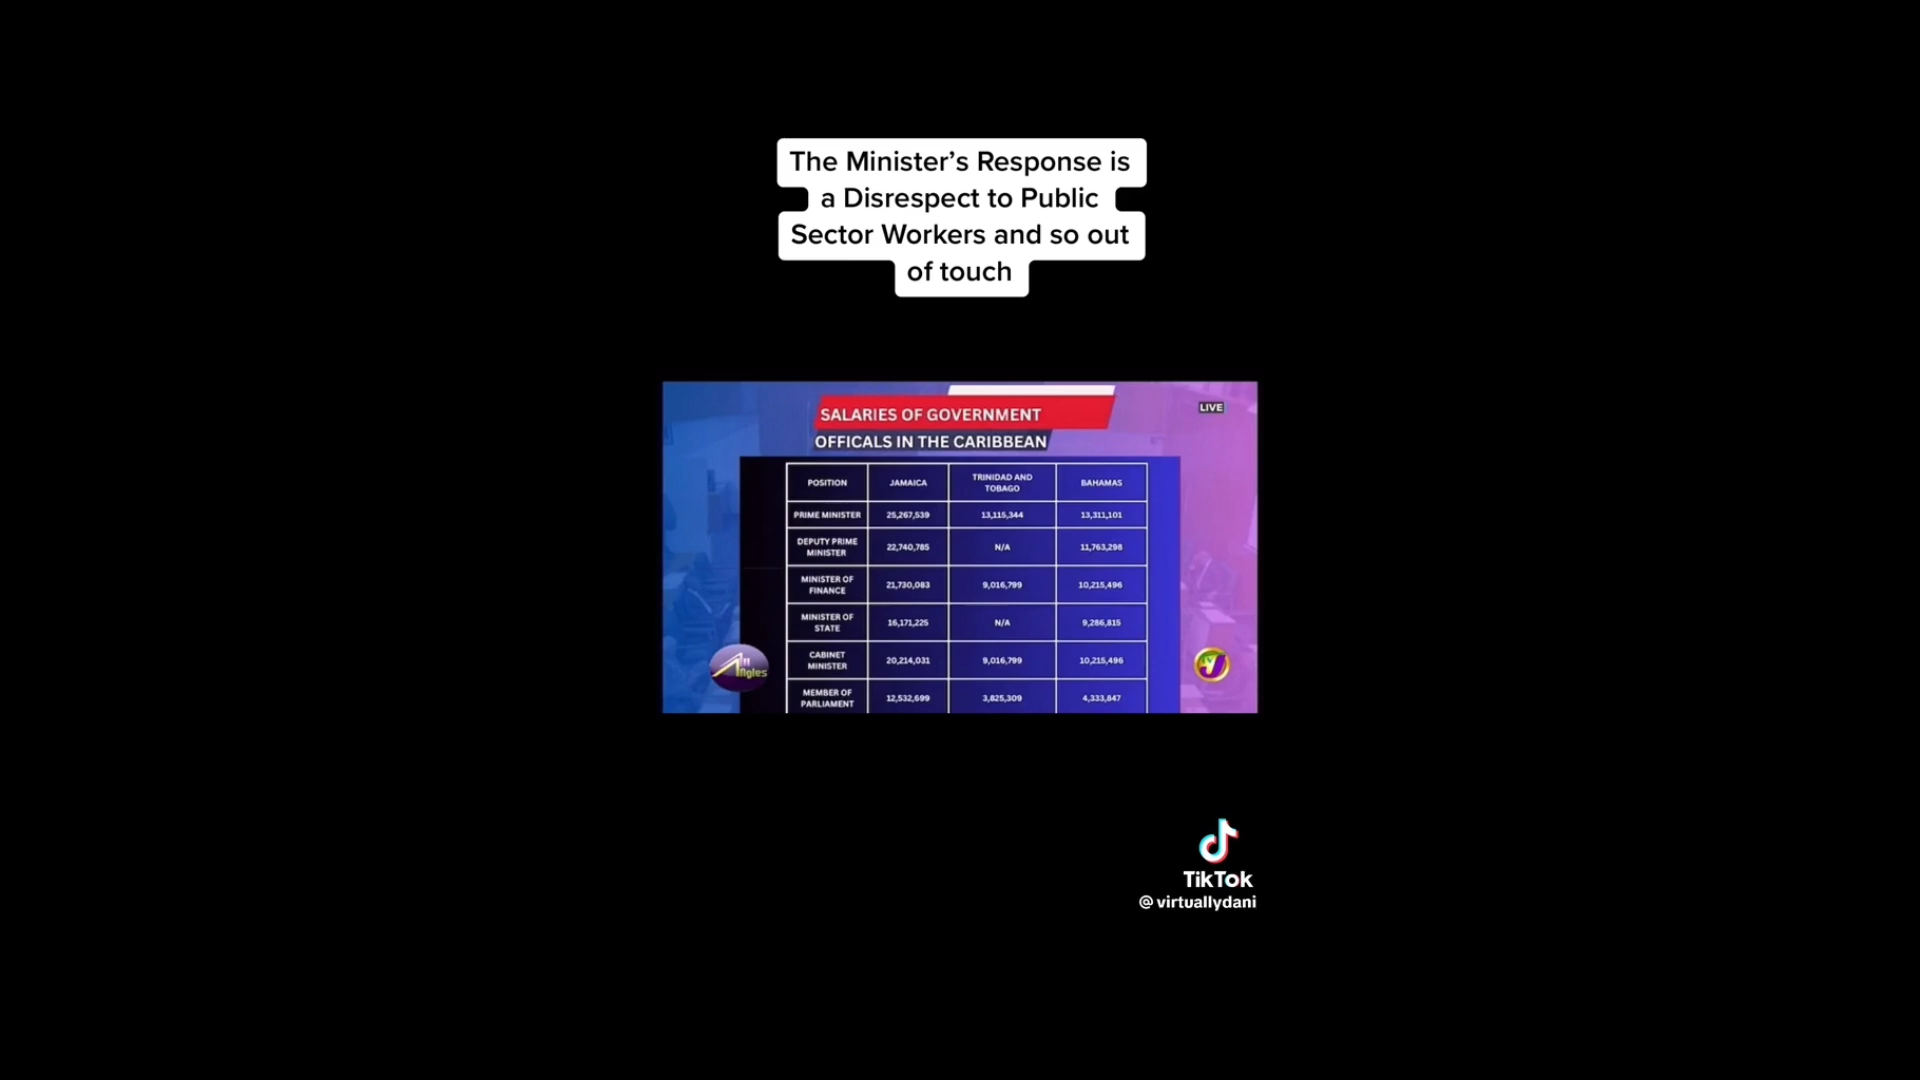 The Minister’s Response is
a Disrespect to Public
Sector Workers and so out
of touch
SALARIES OF GOVERNMENT
OFFICALS IN THE CARIBBEAN
LIVE
POSITION JAMAICA TRINIDAD AND TOBAGO BAHAMAS
PRIME MINISTER 25,267,539 13,115,344 13,311,101
DEPUTY PRIME MINISTER 22,740,785 N/A 11,763,298
MINISTER OF FINANCE 21,730,083 9,016,799 10,215,496
MINISTER OF STATE 16,171,225 N/A 9,286,815
CABINET MINISTER 20,214,031 9,016,799 10,215,496
MEMBER OF PARLIAMENT 12,532,699 3,825,309 4,333,847
All Angles
TVJ
TikTok
@virtuallydani